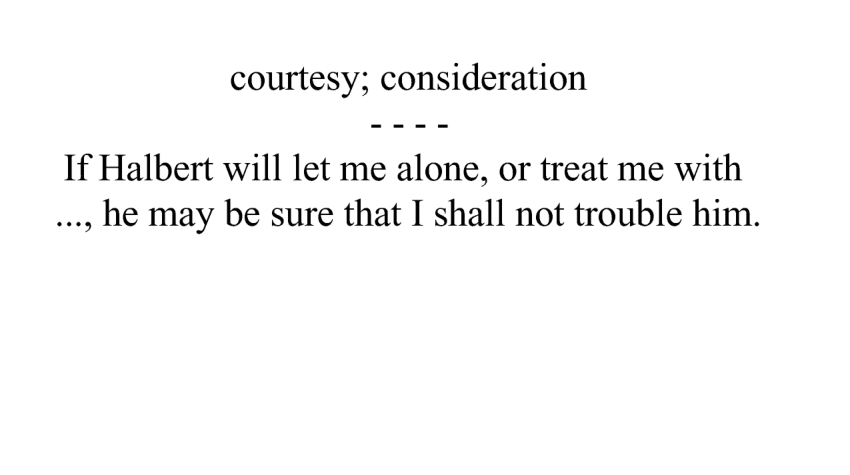 courtesy; consideration
- - - -
If Halbert will let me alone, or treat me with
..., he may be sure that I shall not trouble him.